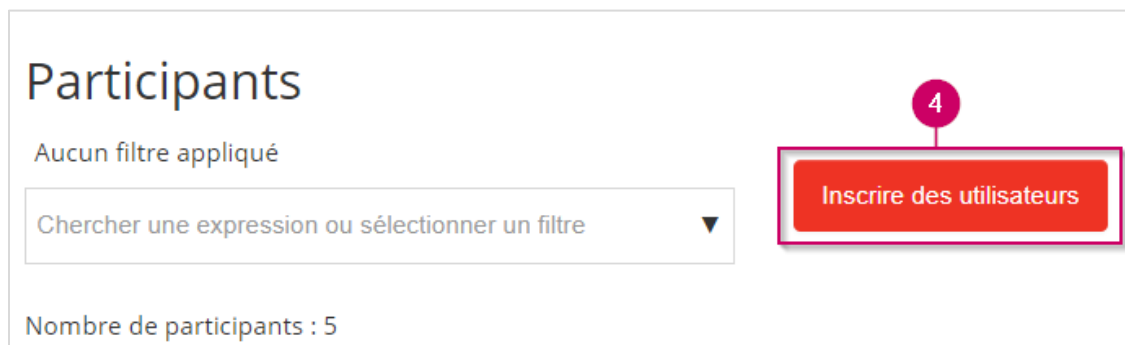 Participants
4
Aucun filtre appliqué
Inscrire des utilisateurs
Chercher une expression ou sélectionner un filtre
Nombre de participants : 5